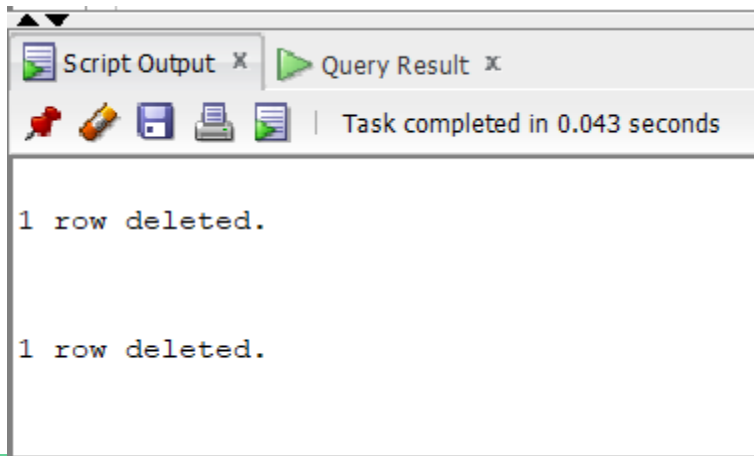 Script Output x Query Result x
Task completed in 0.043 seconds
1 row deleted.
1 row deleted.